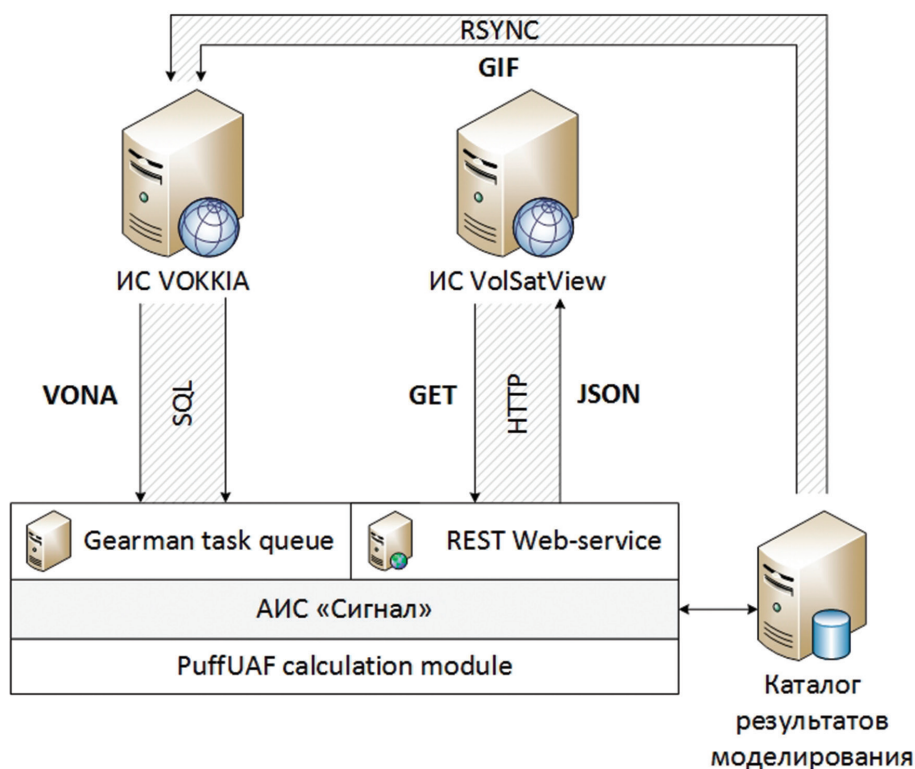 RSYNC
GIF
ИС VOKKIA
ИС VolSatView
VONA
SQL
GET
HTTP
JSON
Gearman task queue
REST Web-service
АИС «Сигнал»
PuffUAF calculation module
Каталог
результатов
моделирования